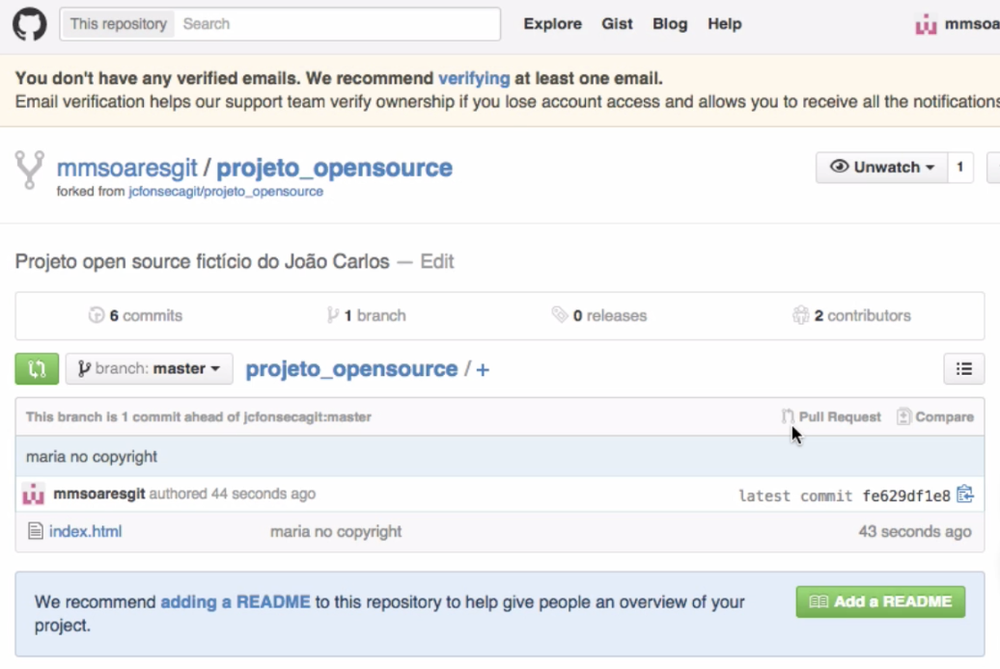 This repository Search Explore Gist Blog Help
You don't have any verified emails. We recommend verifying at least one email.
Email verification helps our support team verify ownership if you lose account access and allows you to receive all the notifications
mmsoaresgit / projeto_opensource Unwatch 1
forked from jcfonsecagit/projeto_opensource
Projeto open source fictício do João Carlos — Edit
6 commits 1 branch 0 releases 2 contributors
branch: master projeto_opensource / +
This branch is 1 commit ahead of jcfonsecagit:master Pull Request Compare
maria no copyright
mmsoaresgit authored 44 seconds ago latest commit fe629df1e8
index.html maria no copyright 43 seconds ago
We recommend adding a README to this repository to help give people an overview of your
project.
Add a README